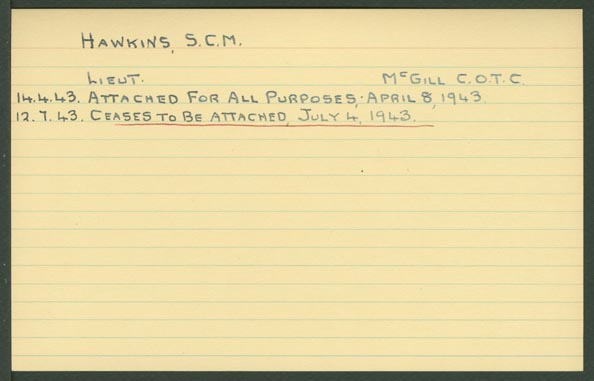 HAWKINS, S.C.M.
LIEUT. McGILL C.O.T.C.
14.4.43. ATTACHED FOR ALL PURPOSES. APRIL 8, 1943.
12.7.43. CEASES TO BE ATTACHED, JULY 4, 1943.